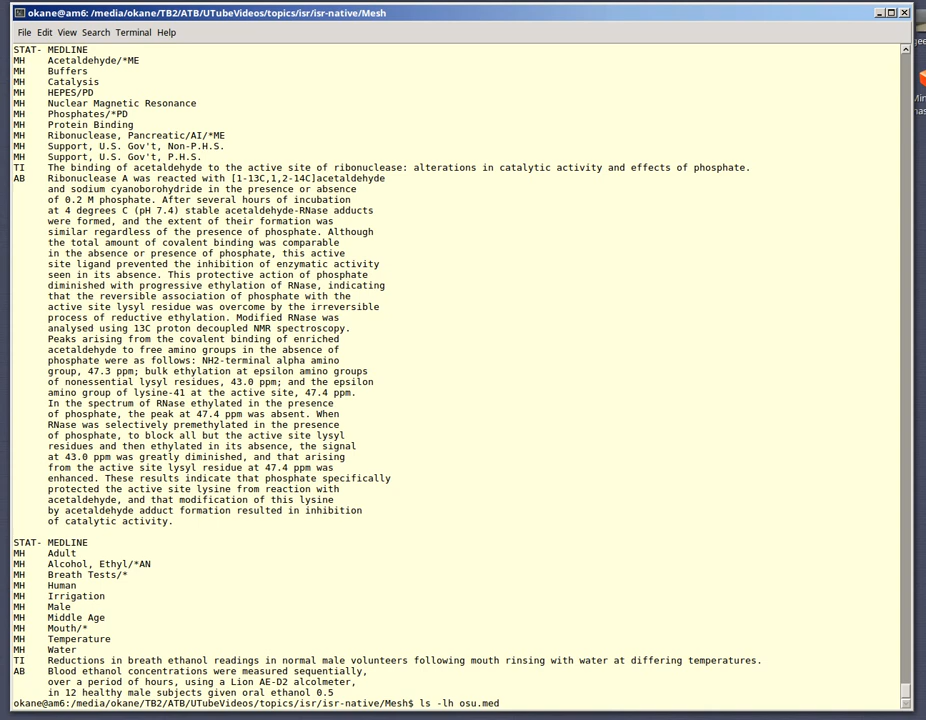 okane@am6: /media/okane/TB2/ATB/UTubeVideos/topics/isr/isr-native/Mesh
File Edit View Search Terminal Help
STAT- MEDLINE
MH Acetaldehyde/*ME
MH Buffers
MH Catalysis
MH HEPES/PD
MH Nuclear Magnetic Resonance
MH Phosphates/*PD
MH Protein Binding
MH Ribonuclease, Pancreatic/AI/*ME
MH Support, U.S. Gov't, Non-P.H.S.
MH Support, U.S. Gov't, P.H.S.
TI The binding of acetaldehyde to the active site of ribonuclease: alterations in catalytic activity and effects of phosphate.
AB Ribonuclease A was reacted with [1-13C,1,2-14C]acetaldehyde
and sodium cyanoborohydride in the presence or absence
of 0.2 M phosphate. After several hours of incubation
at 4 degrees C (pH 7.4) stable acetaldehyde-RNase adducts
were formed, and the extent of their formation was
similar regardless of the presence of phosphate. Although
the total amount of covalent binding was comparable
in the absence or presence of phosphate, this active
site ligand prevented the inhibition of enzymatic activity
seen in its absence. This protective action of phosphate
diminished with progressive ethylation of RNase, indicating
that the reversible association of phosphate with the
active site lysyl residue was overcome by the irreversible
process of reductive ethylation. Modified RNase was
analysed using 13C proton decoupled NMR spectroscopy.
Peaks arising from the covalent binding of enriched
acetaldehyde to free amino groups in the absence of
phosphate were as follows: NH2-terminal alpha amino
group, 47.3 ppm; bulk ethylation at epsilon amino groups
of nonessential lysyl residues, 43.0 ppm; and the epsilon
amino group of lysine-41 at the active site, 47.4 ppm.
In the spectrum of RNase ethylated in the presence
of phosphate, the peak at 47.4 ppm was absent. When
RNase was selectively premethylated in the presence
of phosphate, to block all but the active site lysyl
residues and then ethylated in its absence, the signal
at 43.0 ppm was greatly diminished, and that arising
from the active site lysyl residue at 47.4 ppm was
enhanced. These results indicate that phosphate specifically
protected the active site lysine from reaction with
acetaldehyde, and that modification of this lysine
by acetaldehyde adduct formation resulted in inhibition
of catalytic activity.
STAT- MEDLINE
MH Adult
MH Alcohol, Ethyl/*AN
MH Breath Tests/*
MH Human
MH Irrigation
MH Male
MH Middle Age
MH Mouth/*
MH Temperature
MH Water
TI Reductions in breath ethanol readings in normal male volunteers following mouth rinsing with water at differing temperatures.
AB Blood ethanol concentrations were measured sequentially,
over a period of hours, using a Lion AE-D2 alcolmeter,
in 12 healthy male subjects given oral ethanol 0.5
okane@am6:/media/okane/TB2/ATB/UTubeVideos/topics/isr/isr-native/Mesh$ ls -lh osu.med